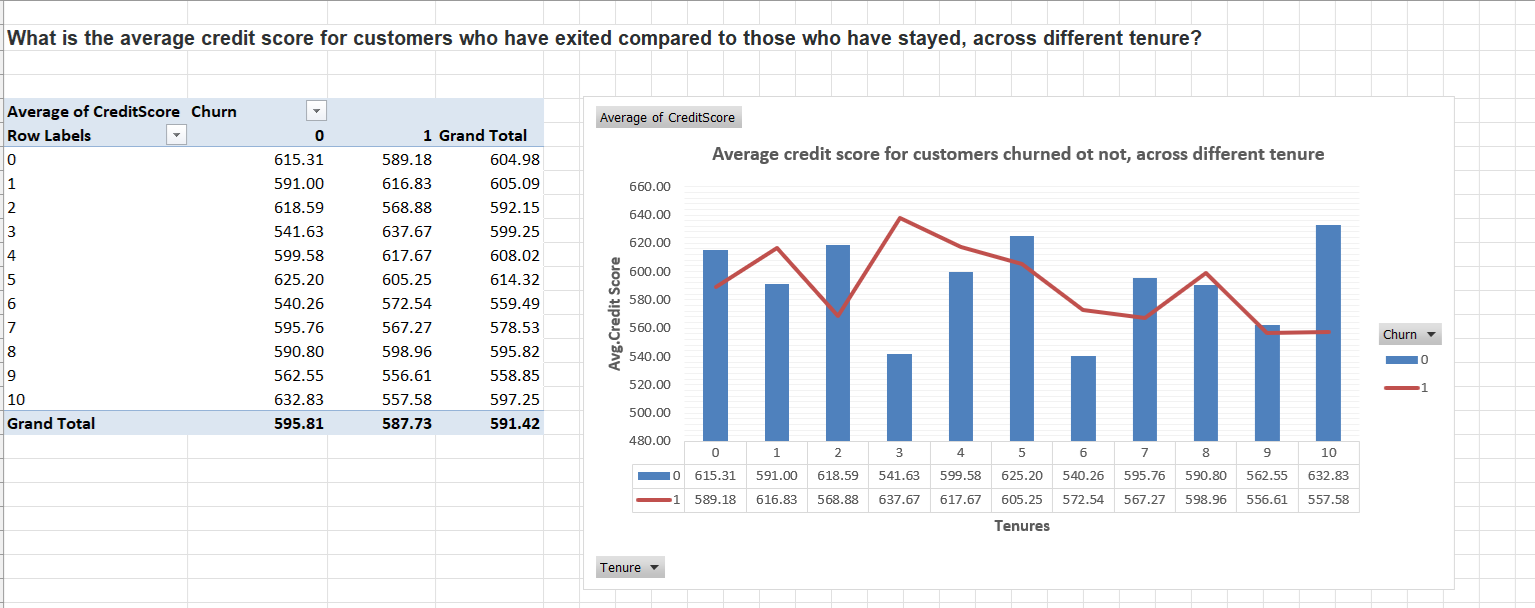 What is the average credit score for customers who have exited compared to those who have stayed, across different tenure?
Average of CreditScore Churn
Row Labels 0 1 Grand Total
0 615.31 589.18 604.98
1 591.00 616.83 605.09
2 618.59 568.88 592.15
3 541.63 637.67 599.25
4 599.58 617.67 608.02
5 625.20 605.25 614.32
6 540.26 572.54 559.49
7 595.76 567.27 578.53
8 590.80 598.96 595.82
9 562.55 556.61 558.85
10 632.83 557.58 597.25
Grand Total 595.81 587.73 591.42
Average of CreditScore
Average credit score for customers churned ot not, across different tenure
Avg.Credit Score
660.00
640.00
620.00
600.00
580.00
560.00
540.00
520.00
500.00
480.00
0 1 2 3 4 5 6 7 8 9 10
0 615.31 591.00 618.59 541.63 599.58 625.20 540.26 595.76 590.80 562.55 632.83
1 589.18 616.83 568.88 637.67 617.67 605.25 572.54 567.27 598.96 556.61 557.58
Tenures
Churn
0
1
Tenure